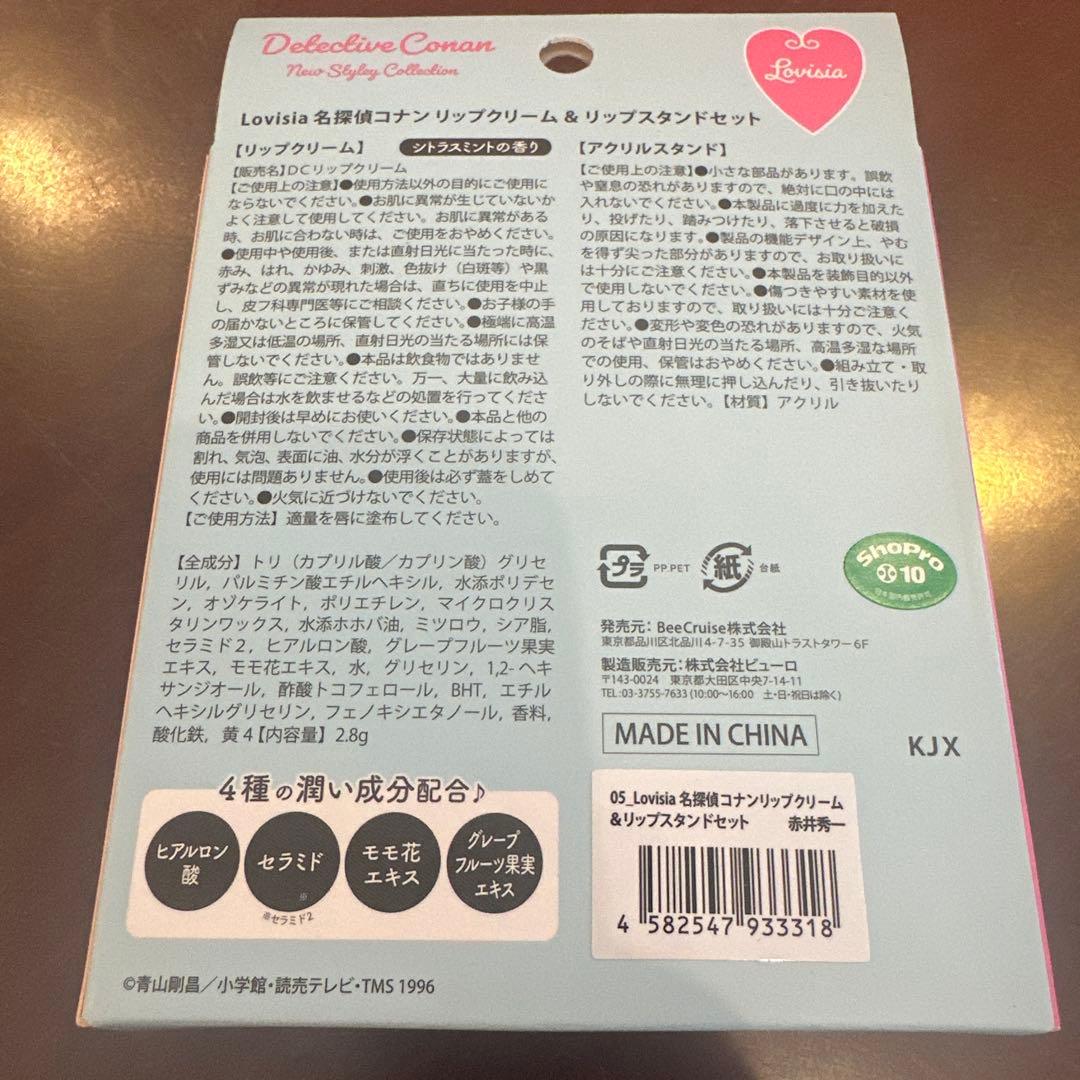 Detective Conan
New Styley Collection
Lovisia
Lovisia 名探偵コナン リップクリーム & リップスタンドセット
【リップクリーム】 シトラスミントの香り
【販売名】DCリップクリーム
【ご使用上の注意】●使用方法以外の目的にご使用に
ならないでください。●お肌に異常が生じていないか
よく注意して使用してください。お肌に異常がある
時、お肌に合わない時は、ご使用をおやめください。
●使用中や使用後、または直射日光に当たった時に、
赤み、はれ、かゆみ、刺激、色抜け（白斑等）や黒
ずみなどの異常が現れた場合は、直ちに使用を中止
し、皮フ科専門医等にご相談ください。●お子様の手
の届かないところに保管してください。●極端に高温
多湿又は低温の場所、直射日光の当たる場所には保
管しないでください。●本品は飲食物ではありませ
ん。誤飲等にご注意ください。万一、大量に飲み込
んだ場合は水を飲ませるなどの処置を行ってくださ
い。●開封後は早めにお使いください。●本品と他の
商品を併用しないでください。●保存状態によっては
割れ、気泡、表面に油、水分が浮くことがありますが、
使用には問題ありません。●使用後は必ず蓋をしめて
ください。●火気に近づけないでください。
【ご使用方法】適量を唇に塗布してください。
【全成分】トリ（カプリル酸／カプリン酸）グリセ
リル, パルミチン酸エチルヘキシル, 水添ポリデセ
ン, オゾケライト, ポリエチレン, マイクロクリス
タリンワックス, 水添ホホバ油, ミツロウ, シア脂,
セラミド2, ヒアルロン酸, グレープフルーツ果実
エキス, モモ花エキス, 水, グリセリン, 1,2-ヘキ
サンジオール, 酢酸トコフェロール, BHT, エチル
ヘキシルグリセリン, フェノキシエタノール, 香料,
酸化鉄, 黄4【内容量】2.8g
4種の潤い成分配合♪
ヒアルロン
酸
セラミド
※
モモ花
エキス
グレープ
フルーツ果実
エキス
※セラミド2
©青山剛昌／小学館・読売テレビ・TMS 1996
【アクリルスタンド】
【ご使用上の注意】●小さな部品があります。誤飲
や窒息の恐れがありますので、絶対に口の中には
入れないでください。●本製品に過度に力を加えた
り、投げたり、踏みつけたり、落下させると破損
の原因になります。●製品の機能デザイン上、やむ
を得ず尖った部分がありますので、お取り扱いに
は十分にご注意ください。●本製品を装飾目的以外
で使用しないでください。●傷つきやすい素材を使
用しておりますので、取り扱いには十分ご注意く
ださい。●変形や変色の恐れがありますので、火気
のそばや直射日光の当たる場所、高温多湿な場所
での使用、保管はおやめください。●組み立て・取
り外しの際に無理に押し込んだり、引き抜いたり
しないでください。【材質】アクリル
プラ PP.PET 紙 台紙
ShoPro
10
日本国内販売許可
発売元：BeeCruise株式会社
東京都品川区北品川4-7-35 御殿山トラストタワー6F
製造販売元：株式会社ビューロ
〒143-0024 東京都大田区中央7-14-11
TEL:03-3755-7633 (10:00〜16:00 土・日・祝日は除く)
MADE IN CHINA
KJX
05_Lovisia 名探偵コナンリップクリーム
&リップスタンドセット 赤井秀一
4 582547 933318